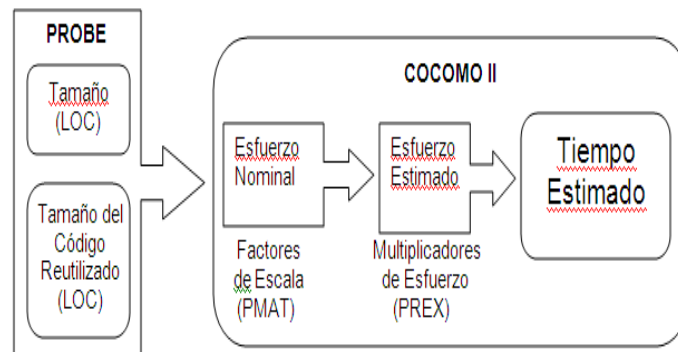 PROBE
Tamaño
(LOC)
Tamaño del
Código
Reutilizado
(LOC)
COCOMO II
Esfuerzo
Nominal
Factores
de Escala
(PMAT)
Esfuerzo
Estimado
Multiplicadores
de Esfuerzo
(PREX)
Tiempo
Estimado